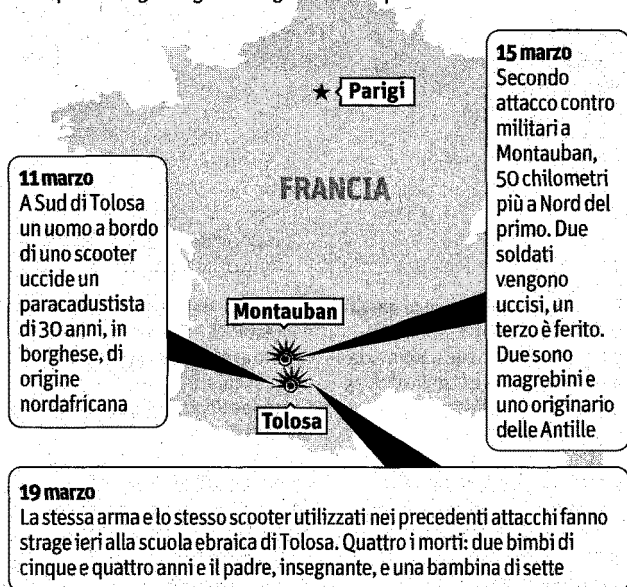 Parigi
FRANCIA
11 marzo
A Sud di Tolosa
un uomo a bordo
di uno scooter
uccide un
paracadustista
di 30 anni, in
borghese, di
origine
nordafricana
15 marzo
Secondo
attacco contro
militari a
Montauban,
50 chilometri
più a Nord del
primo. Due
soldati
vengono
uccisi, un
terzo è ferito.
Due sono
magrebini e
uno originario
delle Antille
Montauban
Tolosa
19 marzo
La stessa arma e lo stesso scooter utilizzati nei precedenti attacchi fanno
strage ieri alla scuola ebraica di Tolosa. Quattro i morti: due bimbi di
cinque e quattro anni e il padre, insegnante, e una bambina di sette